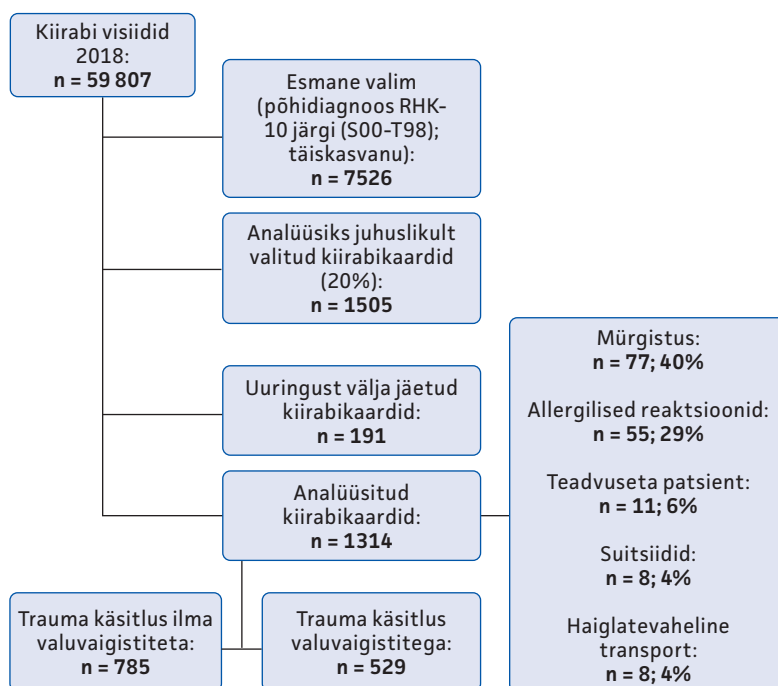 Kiirabi visiidid
2018:
n = 59 807
Esmane valim
(põhidiagnoos RHK-
10 järgi (S00-T98);
täiskasvanu):
n = 7526
Analüüsiks juhuslikult
valitud kiirabikaardid
(20%):
n = 1505
Uuringust välja jäetud
kiirabikaardid:
n = 191
Analüüsitud
kiirabikaardid:
n = 1314
Mürgistus:
n = 77; 40%
Allergilised reaktsioonid:
n = 55; 29%
Teadvuseta patsient:
n = 11; 6%
Suitsiidid:
n = 8; 4%
Haiglatevaheline
transport:
n = 8; 4%
Trauma käsitlus ilma
valuvaigistiteta:
n = 785
Trauma käsitlus
valuvaigistitega:
n = 529